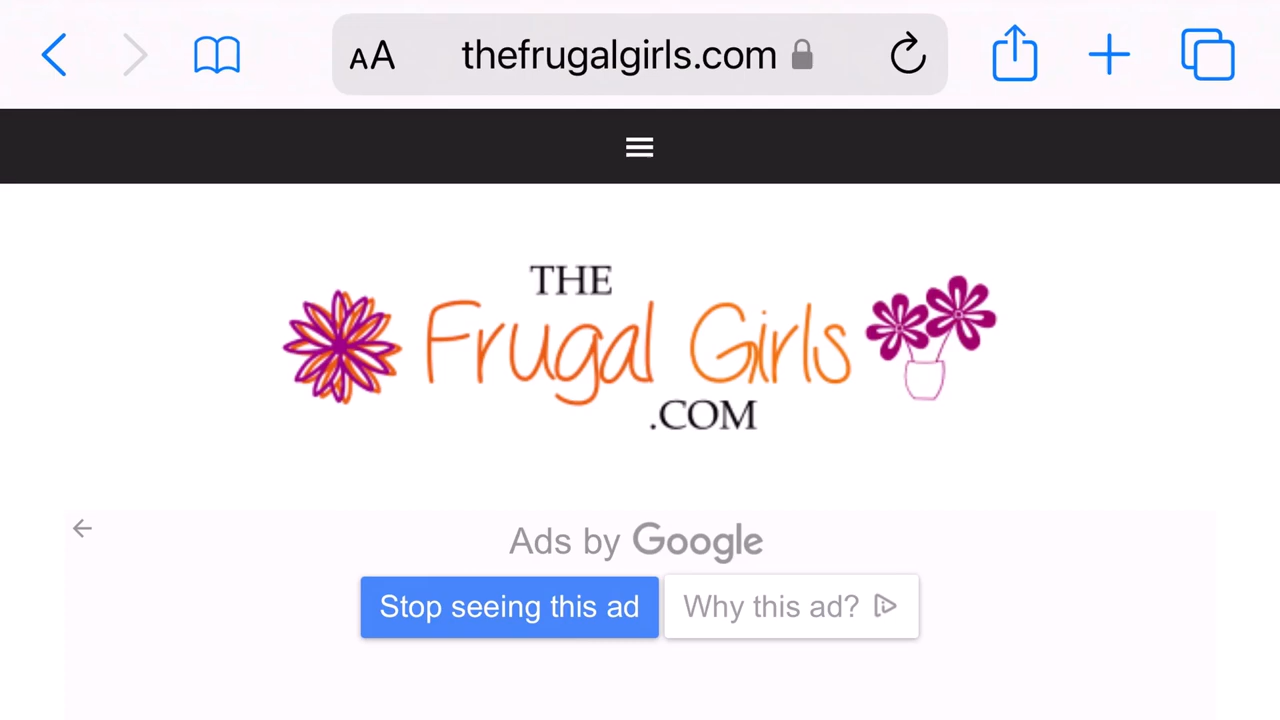 AA thefrugalgirls.com
THE
Frugal Girls
.COM
Ads by Google
Stop seeing this ad Why this ad?